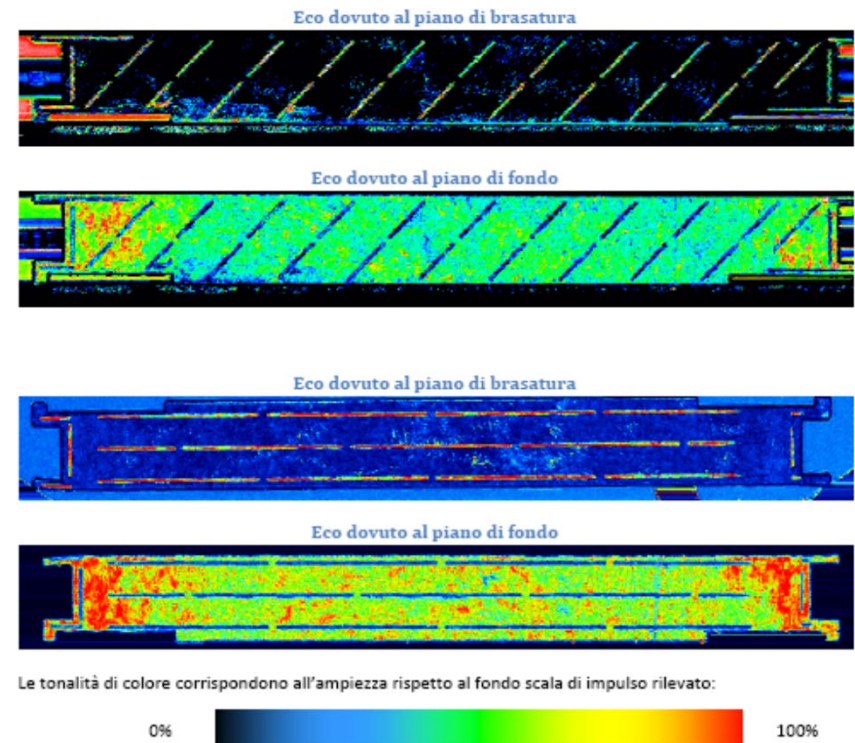 Eco dovuto al piano di brasatura
Eco dovuto al piano di fondo
Eco dovuto al piano di brasatura
Eco dovuto al piano di fondo
Le tonalità di colore corrispondono all'ampiezza rispetto al fondo scala di impulso rilevato:
0% 100%